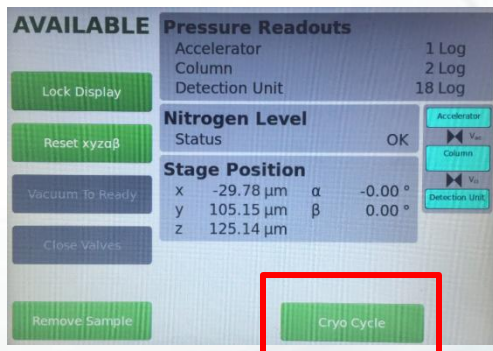 AVAILABLE
Lock Display
Reset xyzαβ
Vacuum To Ready
Close Valves
Remove Sample
Pressure Readouts
Accelerator 1 Log
Column 2 Log
Detection Unit 18 Log
Nitrogen Level
Status OK
Stage Position
x -29.78 µm α -0.00 °
y 105.15 µm β 0.00 °
z 125.14 µm
Accelerator
Column
Detection Unit
Cryo Cycle